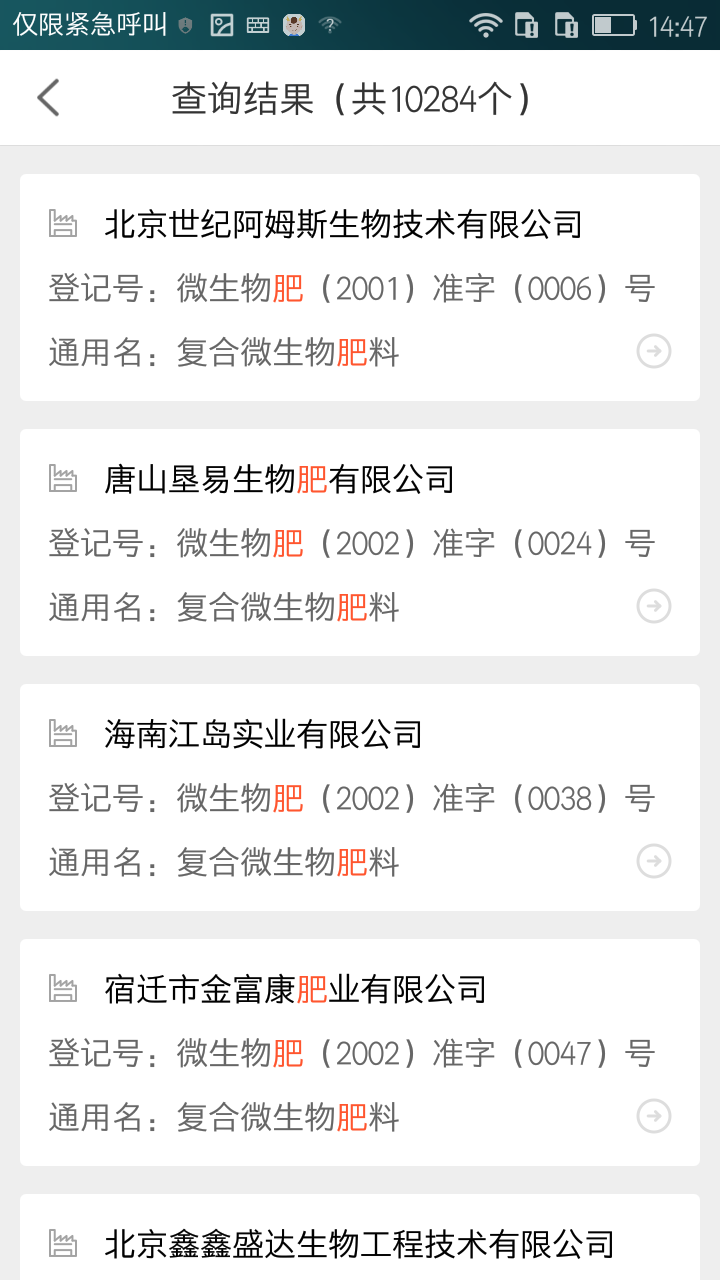 仅限紧急呼叫 14:47
查询结果（共10284个）
北京世纪阿姆斯生物技术有限公司
登记号：微生物肥（2001）准字（0006）号
通用名：复合微生物肥料
唐山垦易生物肥有限公司
登记号：微生物肥（2002）准字（0024）号
通用名：复合微生物肥料
海南江岛实业有限公司
登记号：微生物肥（2002）准字（0038）号
通用名：复合微生物肥料
宿迁市金富康肥业有限公司
登记号：微生物肥（2002）准字（0047）号
通用名：复合微生物肥料
北京鑫鑫盛达生物工程技术有限公司